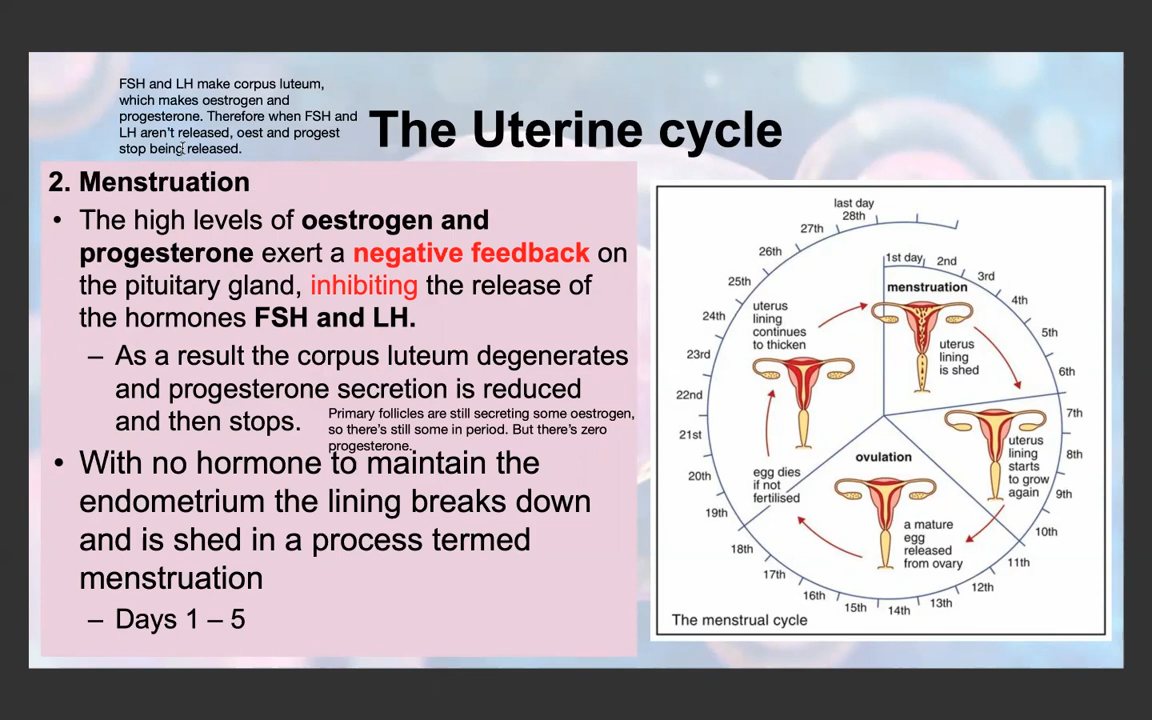 FSH and LH make corpus luteum,
which makes oestrogen and
progesterone. Therefore when FSH and
LH aren't released, oest and progest
stop being released.
The Uterine cycle
2. Menstruation
• The high levels of oestrogen and
progesterone exert a negative feedback on
the pituitary gland, inhibiting the release of
the hormones FSH and LH.
– As a result the corpus luteum degenerates
and progesterone secretion is reduced
and then stops.
Primary follicles are still secreting some oestrogen,
so there's still some in period. But there's zero
progesterone.
• With no hormone to maintain the
endometrium the lining breaks down
and is shed in a process termed
menstruation
– Days 1 – 5
last day
28th
1st day
2nd
3rd
4th
5th
6th
7th
8th
9th
10th
11th
12th
13th
14th
15th
16th
17th
18th
19th
20th
21st
22nd
23rd
24th
25th
26th
27th
menstruation
uterus
lining
is shed
uterus
lining
starts
to grow
again
ovulation
a mature
egg
released
from ovary
egg dies
if not
fertilised
uterus
lining
continues
to thicken
The menstrual cycle